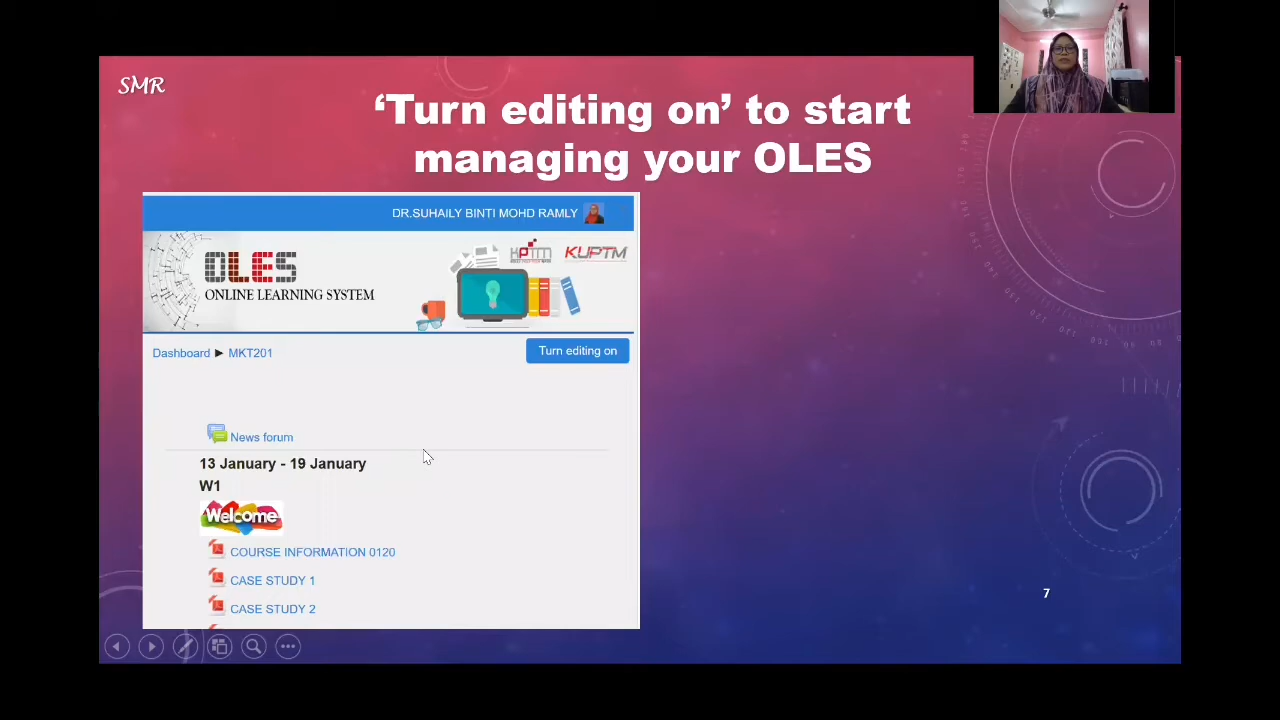 SMR
‘Turn editing on’ to start
managing your OLES
DR.SUHAILY BINTI MOHD RAMLY
OLES
ONLINE LEARNING SYSTEM
KPTM
KUPTM
Dashboard ▶ MKT201
Turn editing on
News forum
13 January - 19 January
W1
Welcome
COURSE INFORMATION 0120
CASE STUDY 1
CASE STUDY 2
7